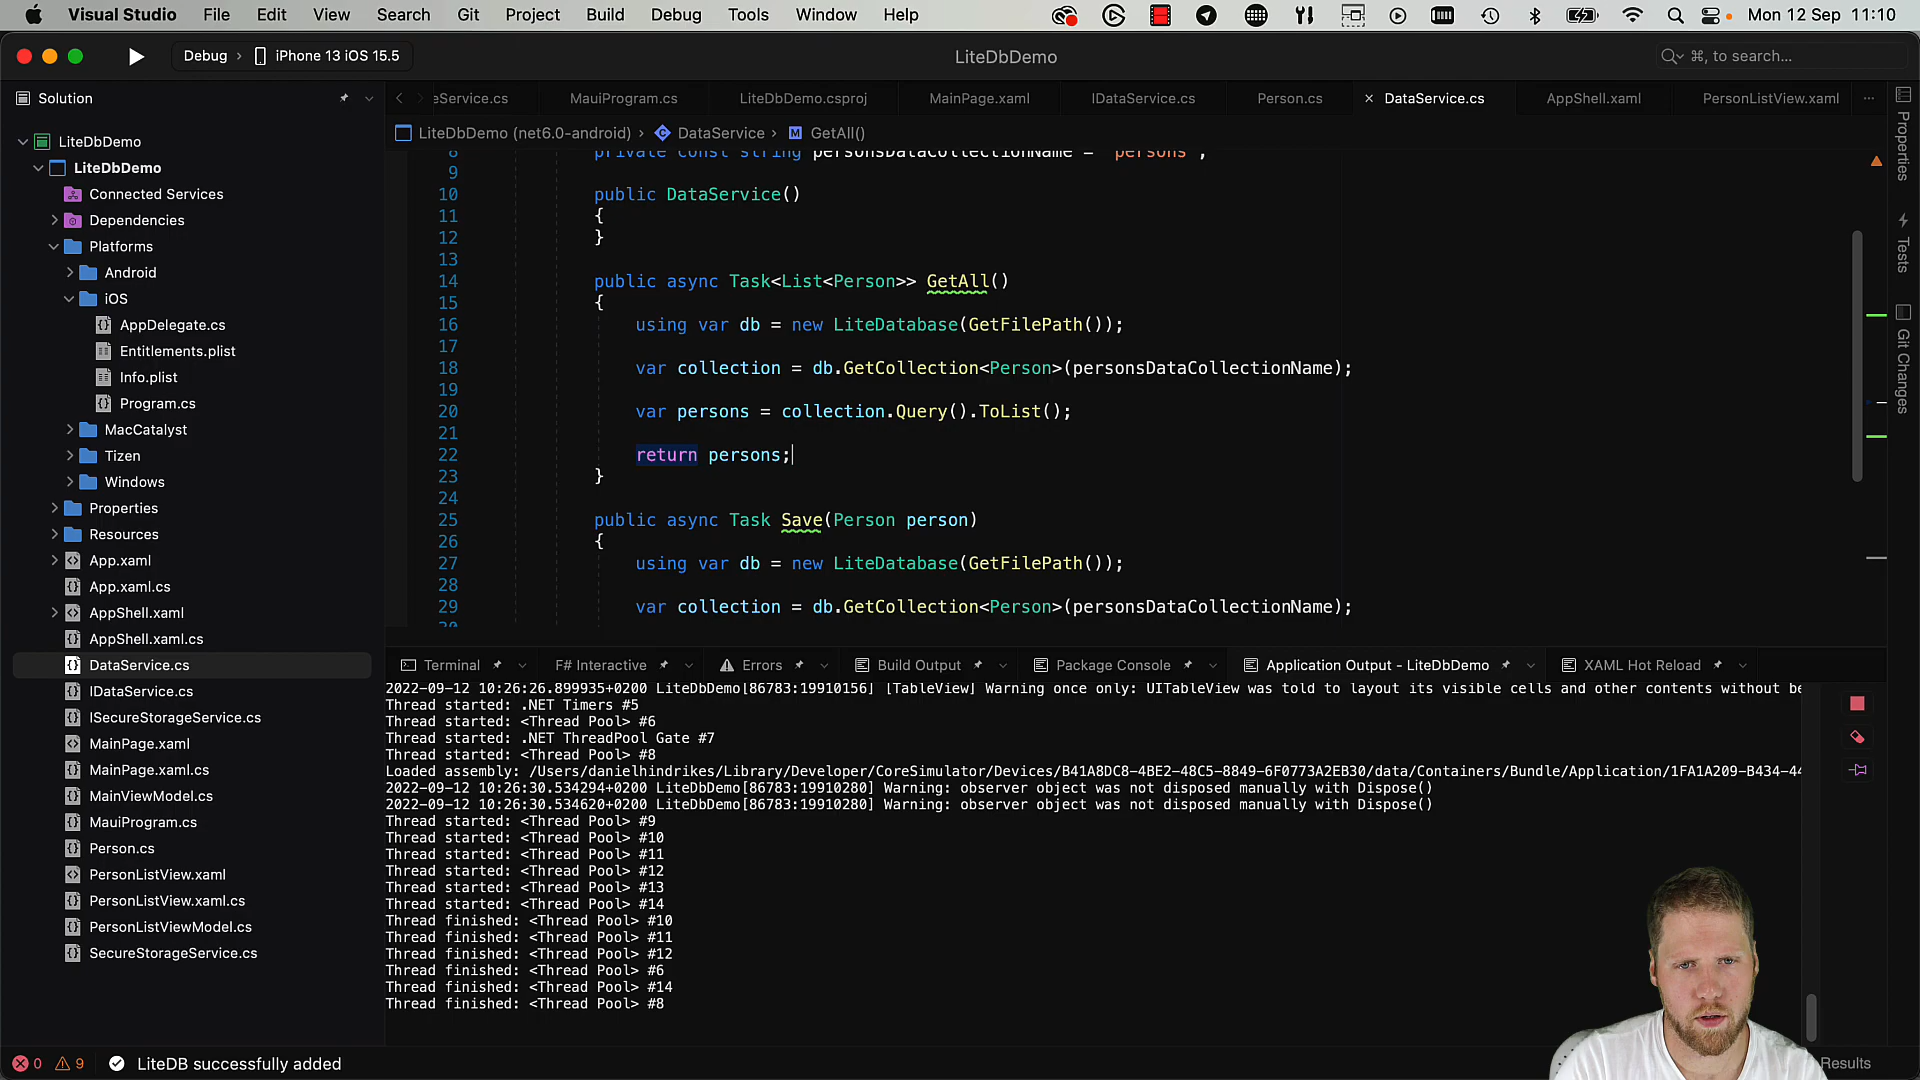 Visual Studio File Edit View Search Git Project Build Debug Tools Window Help Mon 12 Sep 11:10
Debug › iPhone 13 iOS 15.5 LiteDbDemo ⌘, to search...
Solution
eService.cs MauiProgram.cs LiteDbDemo.csproj MainPage.xaml IDataService.cs Person.cs × DataService.cs AppShell.xaml PersonListView.xaml ...
LiteDbDemo (net6.0-android) › DataService › GetAll()
LiteDbDemo
LiteDbDemo
Connected Services
Dependencies
Platforms
Android
iOS
AppDelegate.cs
Entitlements.plist
Info.plist
Program.cs
MacCatalyst
Tizen
Windows
Properties
Resources
App.xaml
App.xaml.cs
AppShell.xaml
AppShell.xaml.cs
DataService.cs
IDataService.cs
ISecureStorageService.cs
MainPage.xaml
MainPage.xaml.cs
MainViewModel.cs
MauiProgram.cs
Person.cs
PersonListView.xaml
PersonListView.xaml.cs
PersonListViewModel.cs
SecureStorageService.cs
8 private const string personsDataCollectionName = "persons";
9
10 public DataService()
11 {
12 }
13
14 public async Task<List<Person>> GetAll()
15 {
16 using var db = new LiteDatabase(GetFilePath());
17
18 var collection = db.GetCollection<Person>(personsDataCollectionName);
19
20 var persons = collection.Query().ToList();
21
22 return persons;
23 }
24
25 public async Task Save(Person person)
26 {
27 using var db = new LiteDatabase(GetFilePath());
28
29 var collection = db.GetCollection<Person>(personsDataCollectionName);
30
Properties
Tests
Git Changes
Terminal F# Interactive Errors Build Output Package Console Application Output - LiteDbDemo XAML Hot Reload
2022-09-12 10:26:26.899935+0200 LiteDbDemo[86783:19910156] [TableView] Warning once only: UITableView was told to layout its visible cells and other contents without be
Thread started: .NET Timers #5
Thread started: <Thread Pool> #6
Thread started: .NET ThreadPool Gate #7
Thread started: <Thread Pool> #8
Loaded assembly: /Users/danielhindrikes/Library/Developer/CoreSimulator/Devices/B41A8DC8-4BE2-48C5-8849-6F0773A2EB30/data/Containers/Bundle/Application/1FA1A209-B434-44
2022-09-12 10:26:30.534294+0200 LiteDbDemo[86783:19910280] Warning: observer object was not disposed manually with Dispose()
2022-09-12 10:26:30.534620+0200 LiteDbDemo[86783:19910280] Warning: observer object was not disposed manually with Dispose()
Thread started: <Thread Pool> #9
Thread started: <Thread Pool> #10
Thread started: <Thread Pool> #11
Thread started: <Thread Pool> #12
Thread started: <Thread Pool> #13
Thread started: <Thread Pool> #14
Thread finished: <Thread Pool> #10
Thread finished: <Thread Pool> #11
Thread finished: <Thread Pool> #12
Thread finished: <Thread Pool> #6
Thread finished: <Thread Pool> #14
Thread finished: <Thread Pool> #8
0 9 LiteDB successfully added Results